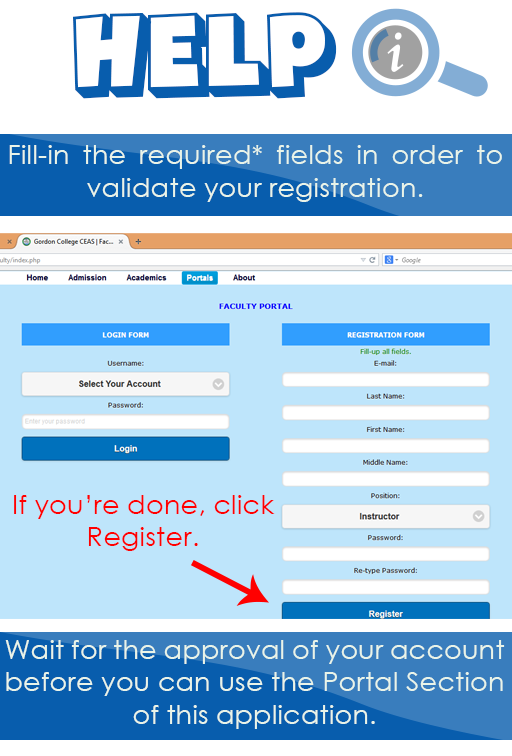 HELP i
Fill-in the required* fields in order to
validate your registration.
× Gordon College CEAS | Fac... × +
ulty/index.php Google
Home Admission Academics Portals About
FACULTY PORTAL
LOGIN FORM
Username:
Select Your Account
Password:
Enter your password
Login
REGISTRATION FORM
Fill-up all fields.
E-mail:
Last Name:
First Name:
Middle Name:
Position:
Instructor
Password:
Re-type Password:
Register
If you're done, click
Register.
Wait for the approval of your account
before you can use the Portal Section
of this application.